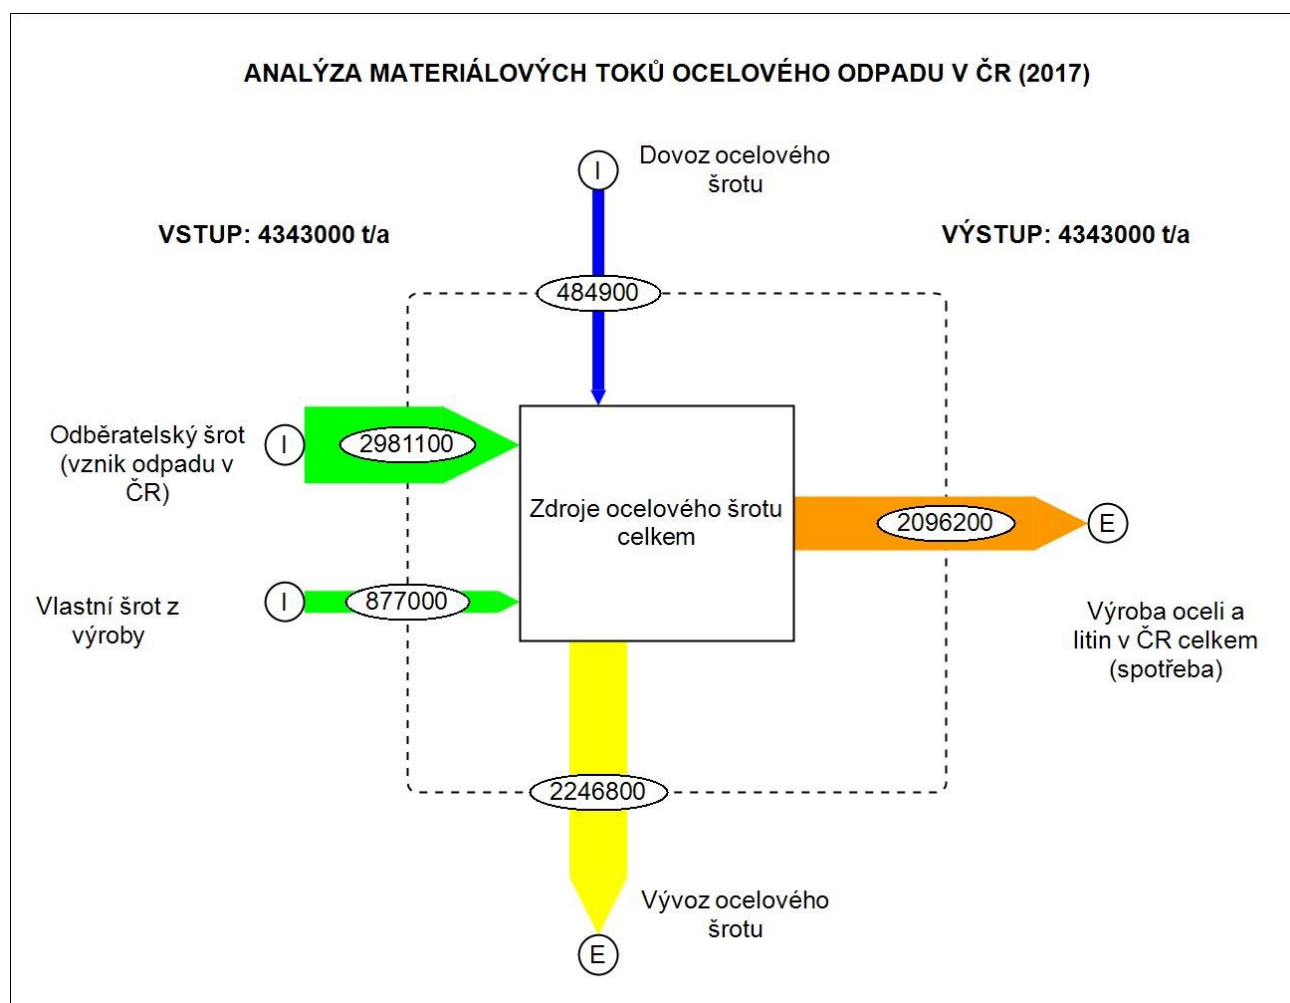 ANALÝZA MATERIÁLOVÝCH TOKŮ OCELOVÉHO ODPADU V ČR (2017)
I
Dovoz ocelového
šrotu
VSTUP: 4343000 t/a
VÝSTUP: 4343000 t/a
484900
Odběratelský šrot
(vznik odpadu v
ČR)
I
2981100
Zdroje ocelového šrotu
celkem
2096200
E
Vlastní šrot z
výroby
I
877000
Výroba oceli a
litin v ČR celkem
(spotřeba)
2246800
Vývoz ocelového
šrotu
E